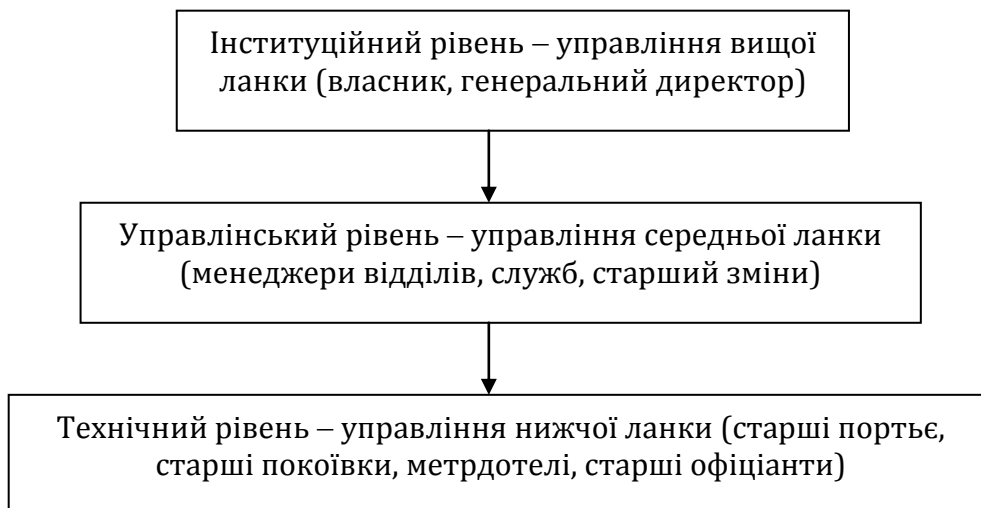 Інституційний рівень – управління вищої
ланки (власник, генеральний директор)
Управлінський рівень – управління середньої ланки
(менеджери відділів, служб, старший зміни)
Технічний рівень – управління нижчої ланки (старші портьє,
старші покоївки, метрдотелі, старші офіціанти)